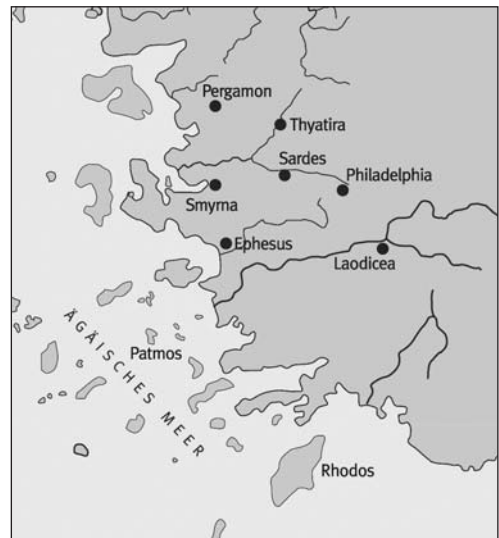 Pergamon
Thyatira
Sardes
Philadelphia
Smyrna
Ephesus
Laodicea
ÄGÄISCHES MEER
Patmos
Rhodos